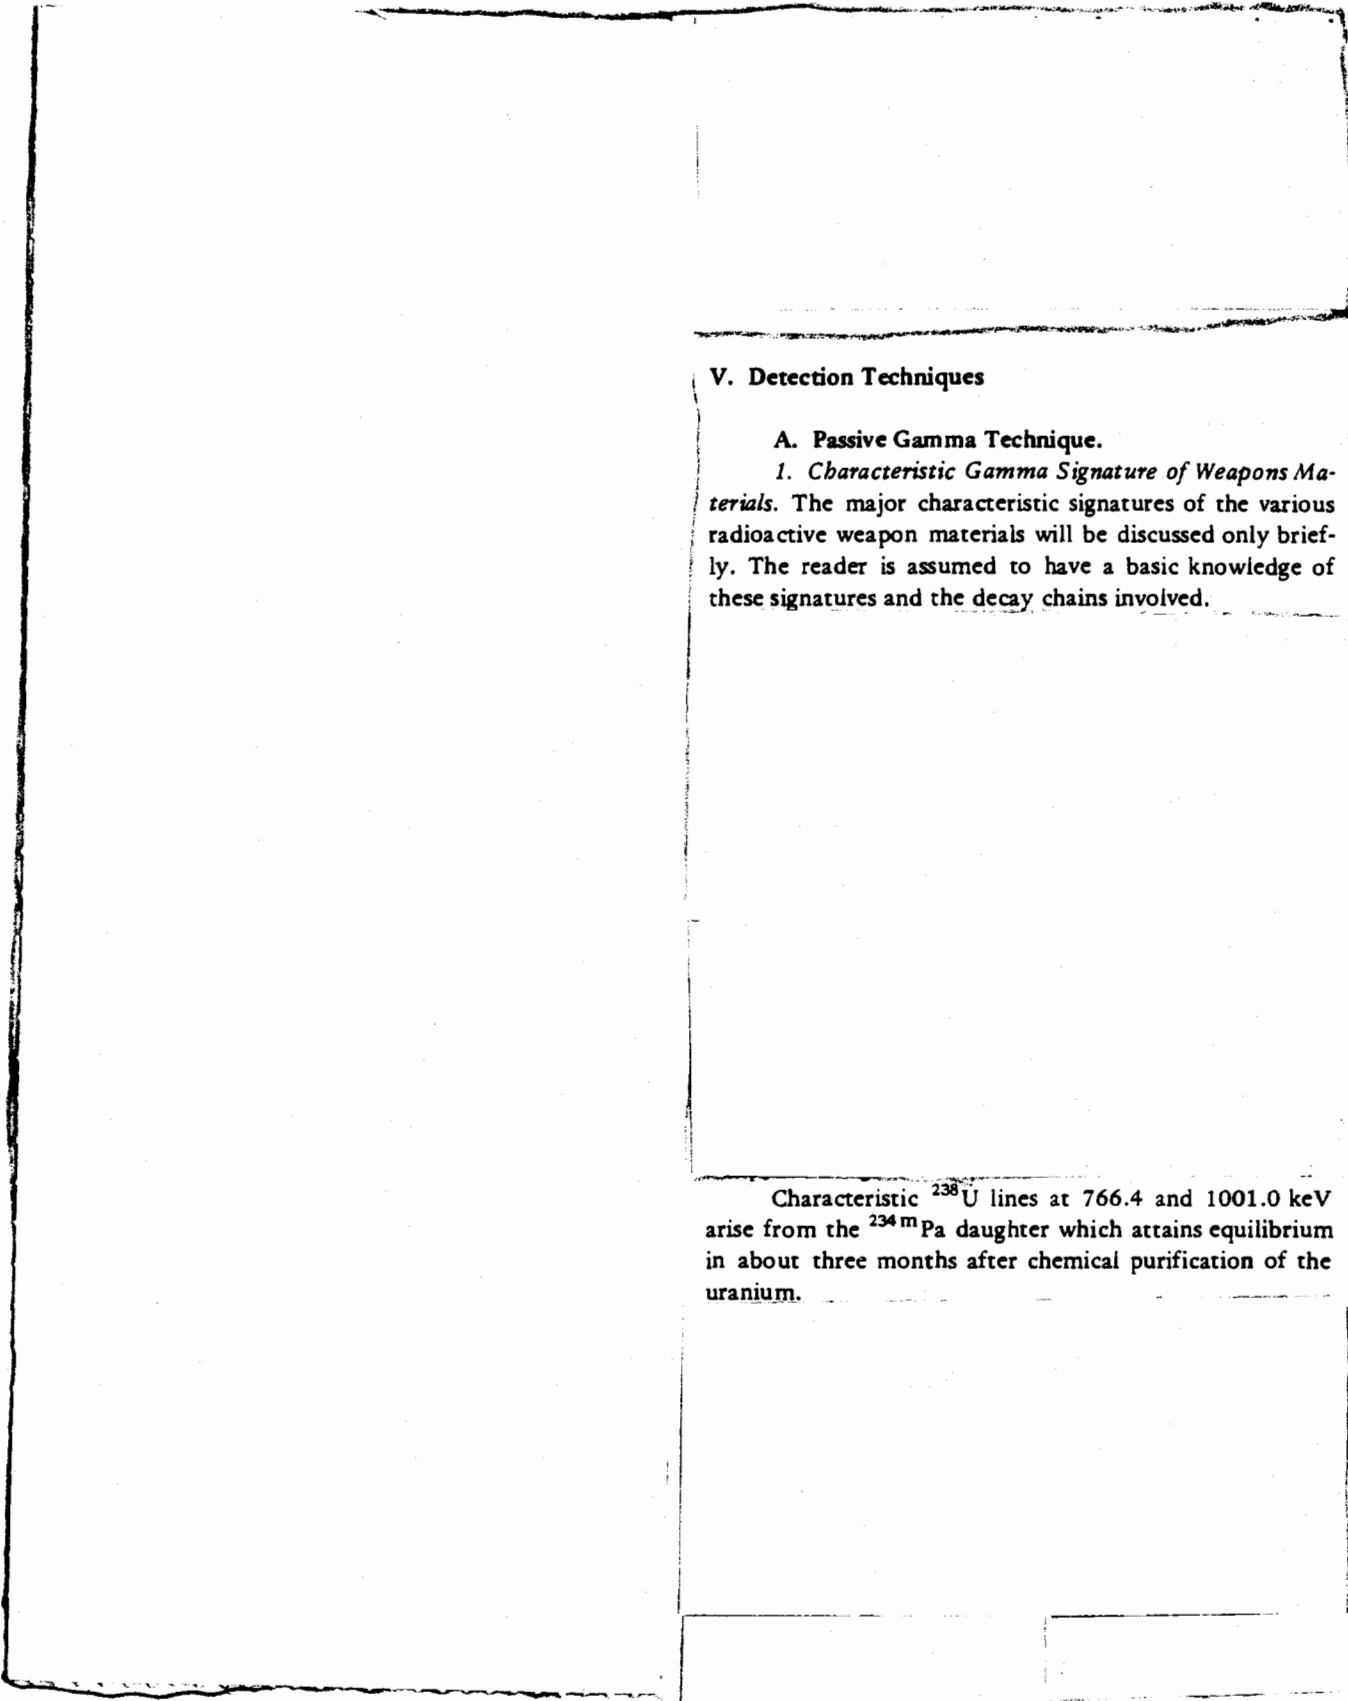 V. Detection Techniques
A. Passive Gamma Technique.
1. Characteristic Gamma Signature of Weapons Ma-
terials. The major characteristic signatures of the various
radioactive weapon materials will be discussed only brief-
ly. The reader is assumed to have a basic knowledge of
these signatures and the decay chains involved.
Characteristic ²³⁸U lines at 766.4 and 1001.0 keV
arise from the ²³⁴ᵐPa daughter which attains equilibrium
in about three months after chemical purification of the
uranium.